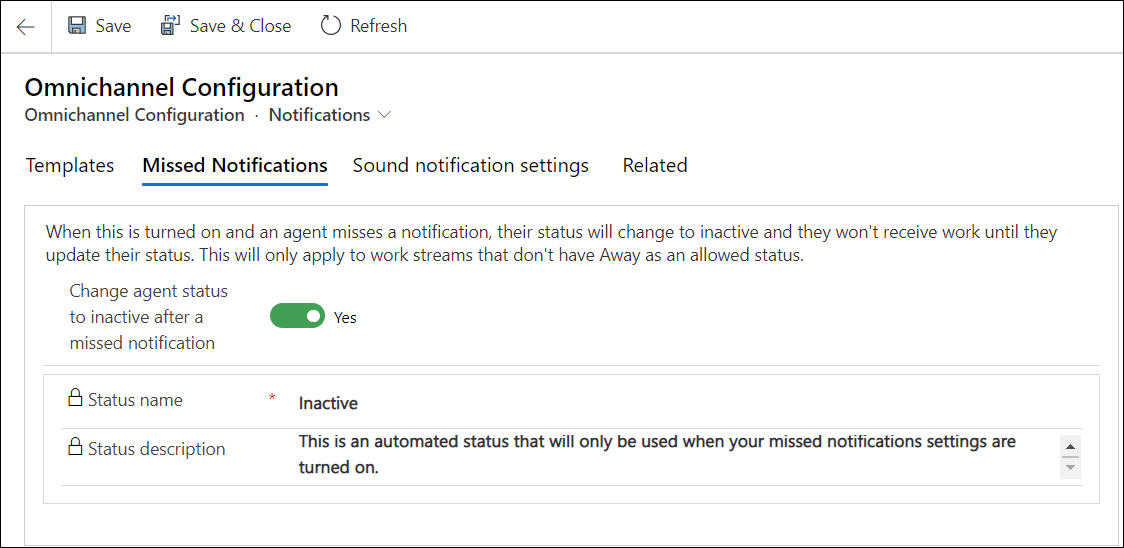 Save Save & Close Refresh
Omnichannel Configuration
Omnichannel Configuration · Notifications
Templates Missed Notifications Sound notification settings Related
When this is turned on and an agent misses a notification, their status will change to inactive and they won't receive work until they
update their status. This will only apply to work streams that don't have Away as an allowed status.
Change agent status
to inactive after a
missed notification
Yes
Status name * Inactive
Status description
This is an automated status that will only be used when your missed notifications settings are
turned on.